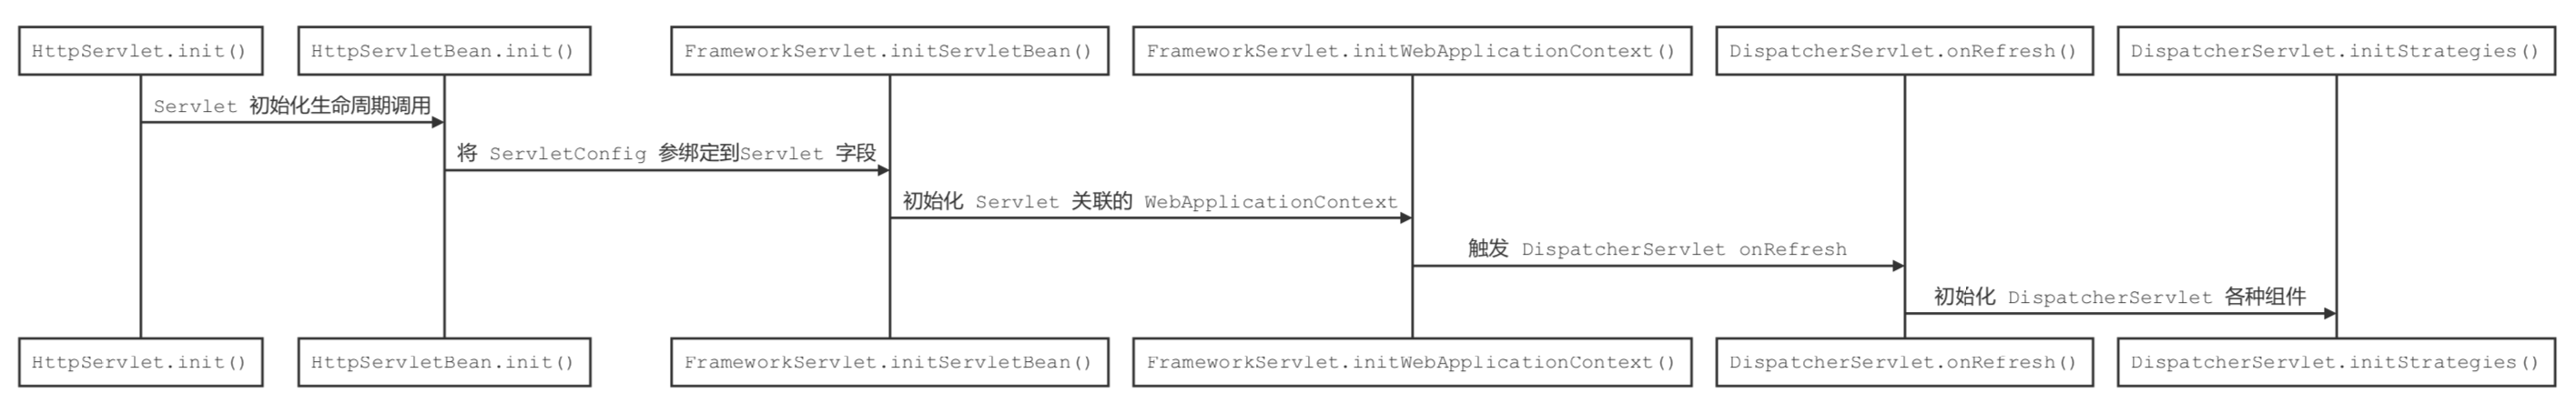 HttpServlet.init()
HttpServletBean.init()
FrameworkServlet.initServletBean()
FrameworkServlet.initWebApplicationContext()
DispatcherServlet.onRefresh()
DispatcherServlet.initStrategies()
Servlet 初始化生命周期调用
将 ServletConfig 参绑定到Servlet 字段
初始化 Servlet 关联的 WebApplicationContext
触发 DispatcherServlet onRefresh
初始化 DispatcherServlet 各种组件
HttpServlet.init()
HttpServletBean.init()
FrameworkServlet.initServletBean()
FrameworkServlet.initWebApplicationContext()
DispatcherServlet.onRefresh()
DispatcherServlet.initStrategies()